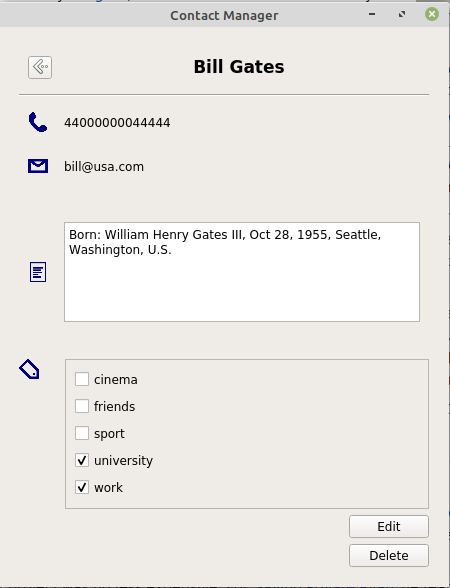 Contact Manager
Bill Gates
44000000044444
bill@usa.com
Born: William Henry Gates III, Oct 28, 1955, Seattle,
Washington, U.S.
cinema
friends
sport
university
work
Edit
Delete